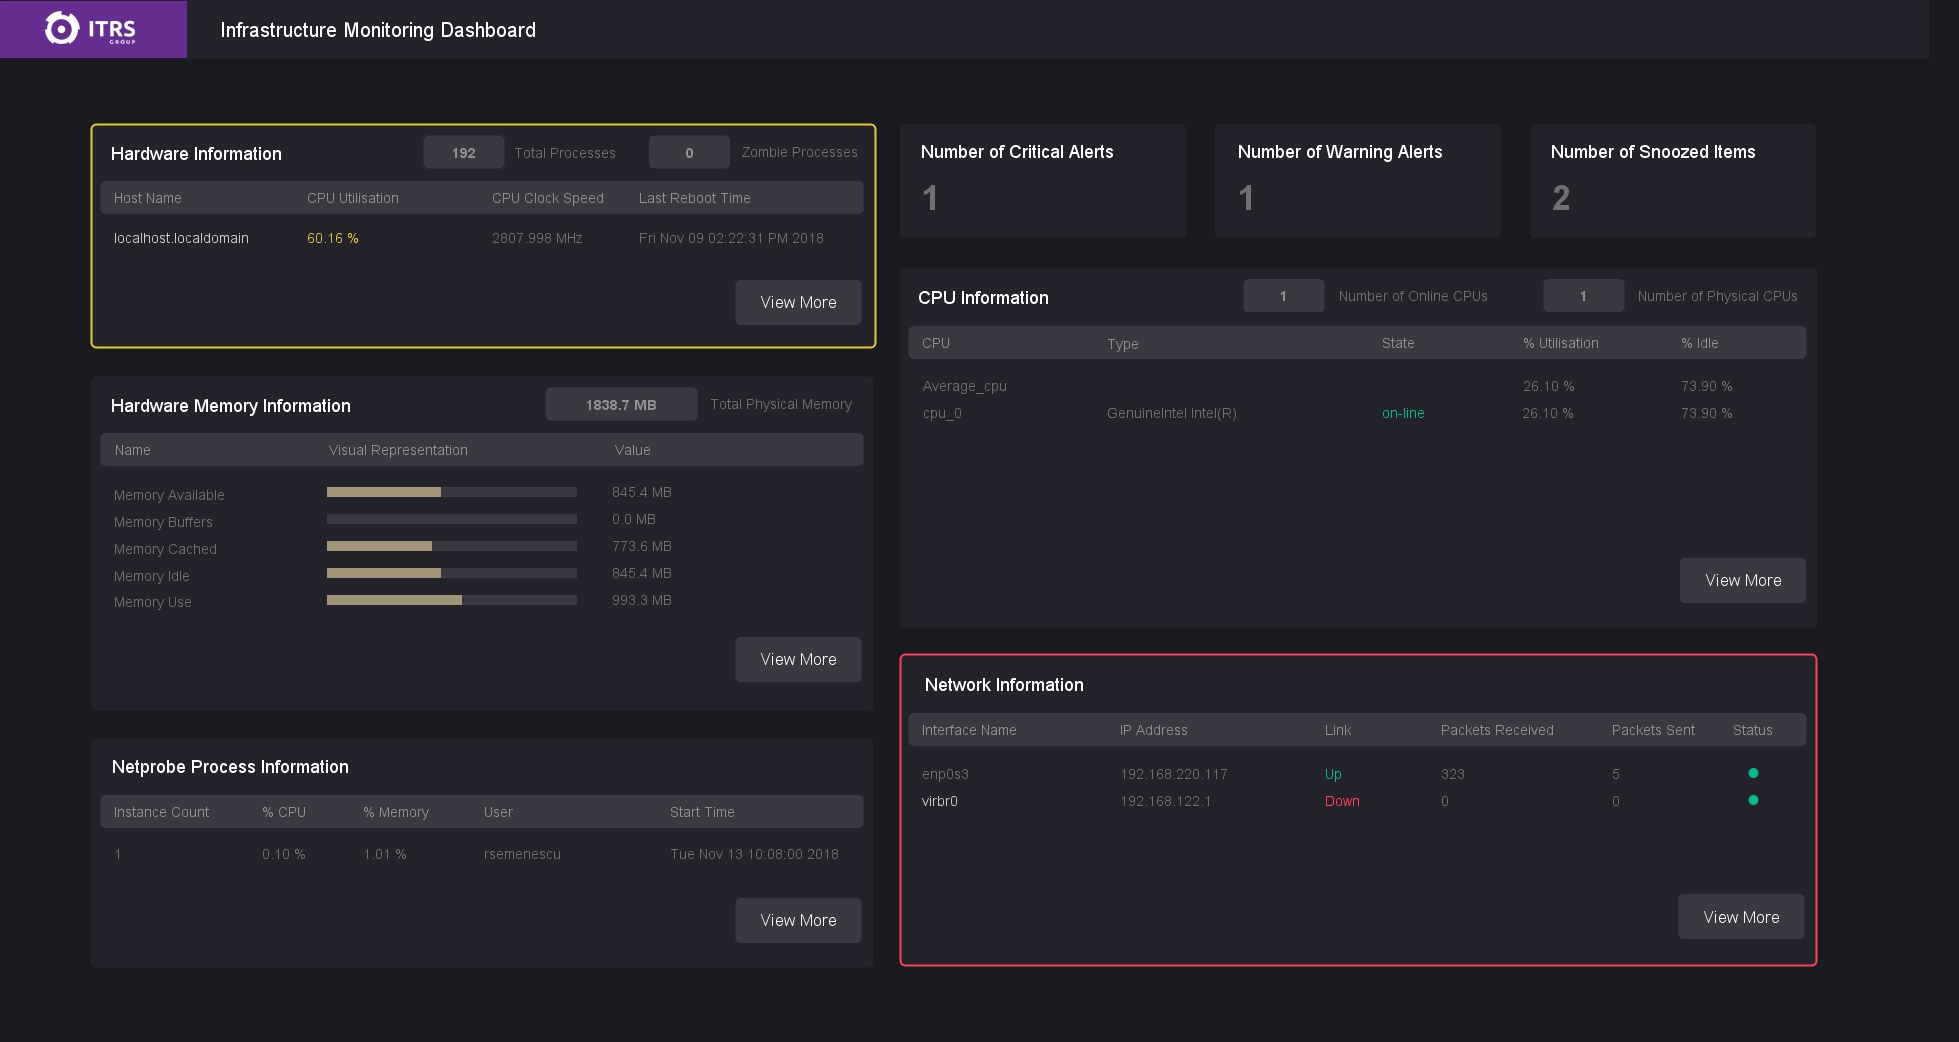 ITRS
GROUP
Infrastructure Monitoring Dashboard
Hardware Information 192 Total Processes 0 Zombie Processes
Host Name CPU Utilisation CPU Clock Speed Last Reboot Time
localhost.localdomain 60.16 % 2807.998 MHz Fri Nov 09 02:22:31 PM 2018
View More
Hardware Memory Information 1838.7 MB Total Physical Memory
Name Visual Representation Value
Memory Available 845.4 MB
Memory Buffers 0.0 MB
Memory Cached 773.6 MB
Memory Idle 845.4 MB
Memory Use 993.3 MB
View More
Netprobe Process Information
Instance Count % CPU % Memory User Start Time
1 0.10 % 1.01 % rsemenescu Tue Nov 13 10:08:00 2018
View More
Number of Critical Alerts
1
Number of Warning Alerts
1
Number of Snoozed Items
2
CPU Information 1 Number of Online CPUs 1 Number of Physical CPUs
CPU Type State % Utilisation % Idle
Average_cpu 26.10 % 73.90 %
cpu_0 GenuineIntel Intel(R) on-line 26.10 % 73.90 %
View More
Network Information
Interface Name IP Address Link Packets Received Packets Sent Status
enp0s3 192.168.220.117 Up 323 5
virbr0 192.168.122.1 Down 0 0
View More